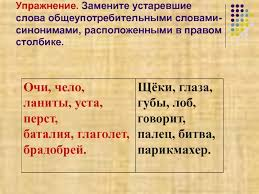 Упражнение. Замените устаревшие
слова общеупотребительными словами-
синонимами, расположенными в правом
столбике.
Очи, чело,
ланиты, уста,
перст,
баталия, глаголет,
брадобрей.
Щёки, глаза,
губы, лоб,
говорит,
палец, битва,
парикмахер.